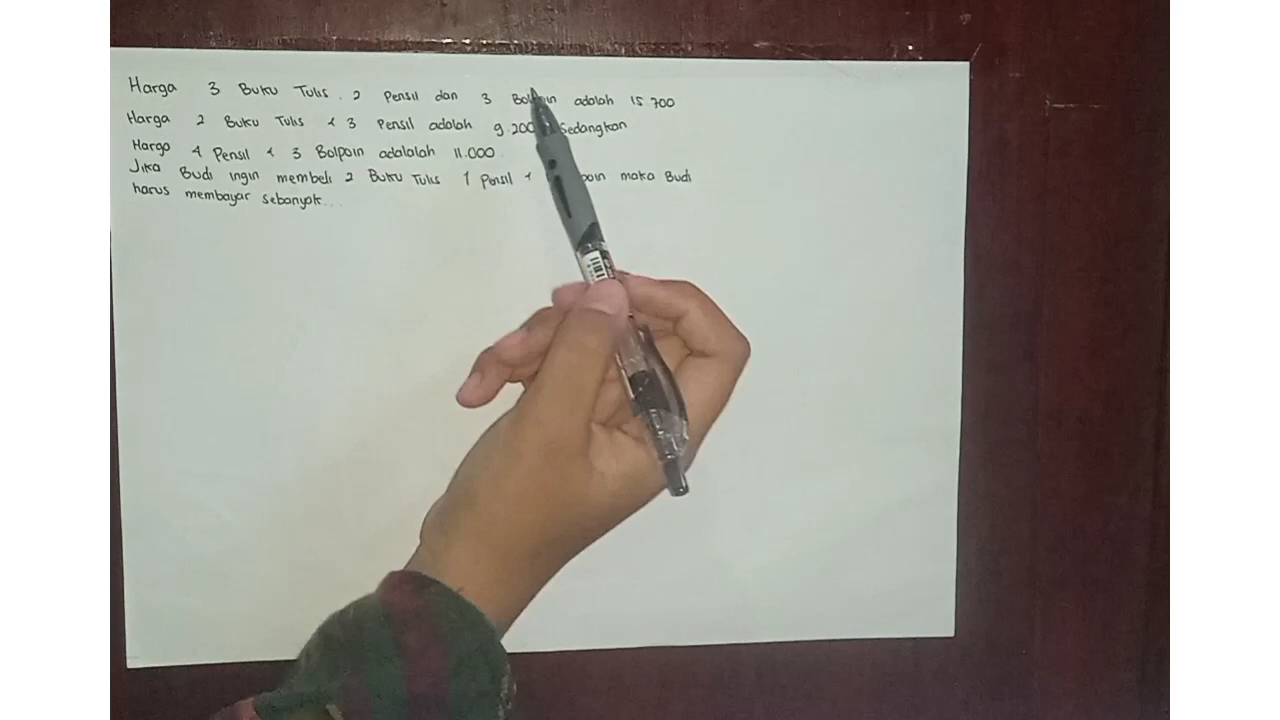 Harga 3 Buku Tulis . 2 Pensil dan 3 Bolpoin adalah 15.700
Harga 2 Buku Tulis & 3 Pensil adalah 9.200 Sedangkan
Harga 4 Pensil & 3 Bolpoin adalalah 11.000
Jika Budi ingin membeli 2 Buku Tulis 1 Pensil & maka Budi
harus membayar sebanyak...